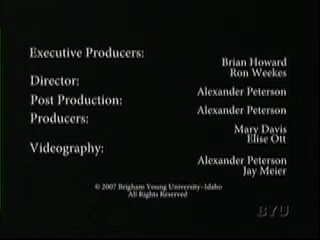 Executive Producers:
Brian Howard
Ron Weekes
Director:
Alexander Peterson
Post Production:
Alexander Peterson
Producers:
Mary Davis
Elise Ott
Videography:
Alexander Peterson
Jay Meier
© 2007 Brigham Young University-Idaho
All Rights Reserved
BYU